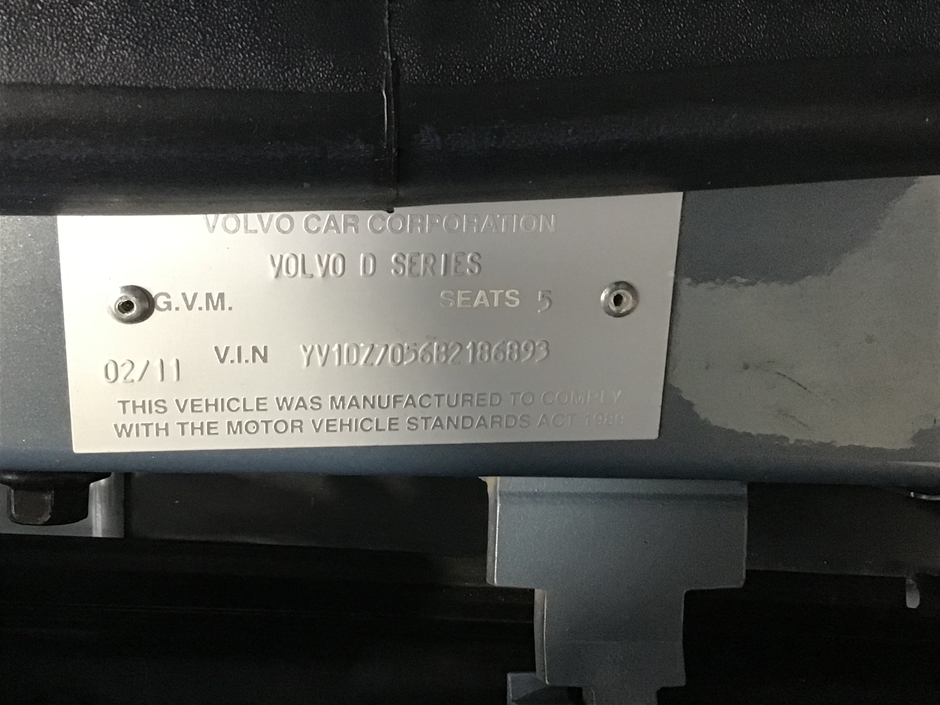 VOLVO CAR CORPORATION
VOLVO D SERIES
G.V.M. SEATS 5
02/11 V.I.N YV1DZ7056B2186893
THIS VEHICLE WAS MANUFACTURED TO COMPLY
WITH THE MOTOR VEHICLE STANDARDS ACT 1989